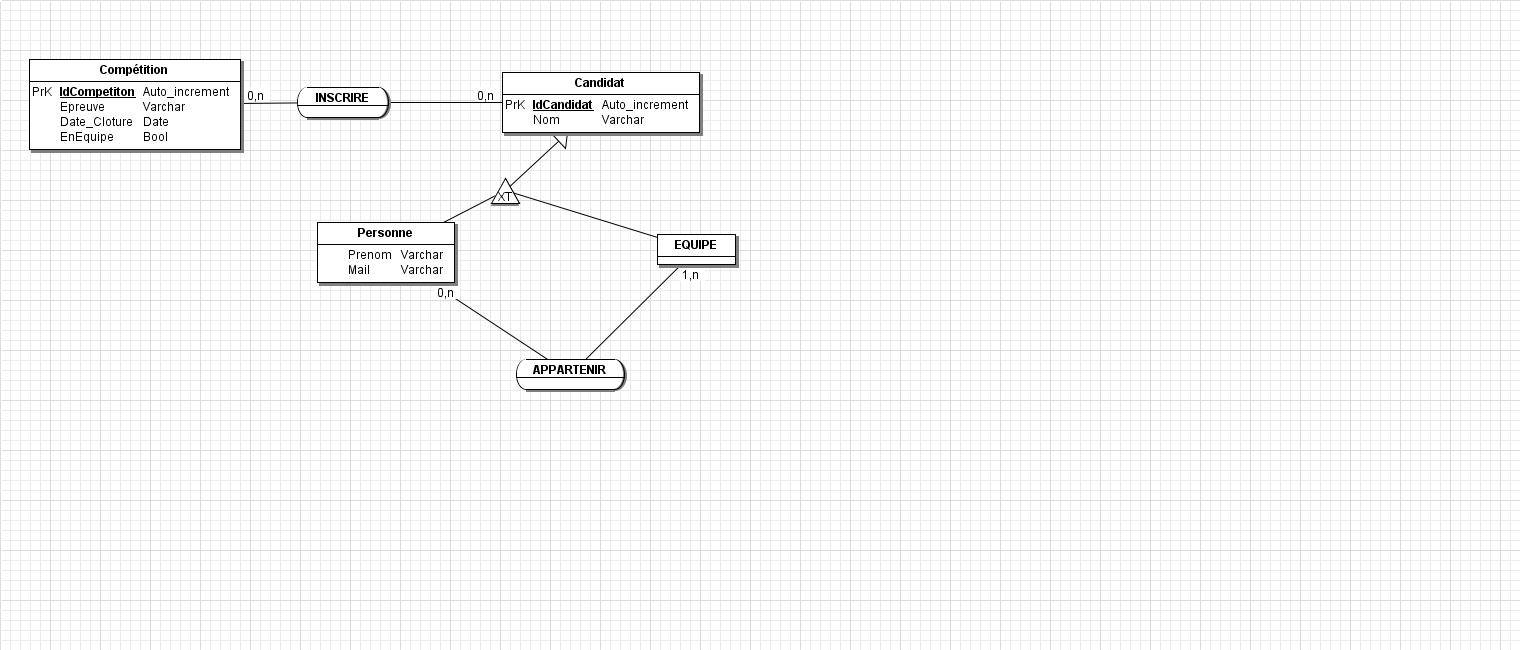 Compétition
PrK IdCompetiton Auto_increment
Epreuve Varchar
Date_Cloture Date
EnEquipe Bool
0,n
INSCRIRE
0,n
Candidat
PrK IdCandidat Auto_increment
Nom Varchar
XT
Personne
Prenom Varchar
Mail Varchar
0,n
EQUIPE
1,n
APPARTENIR